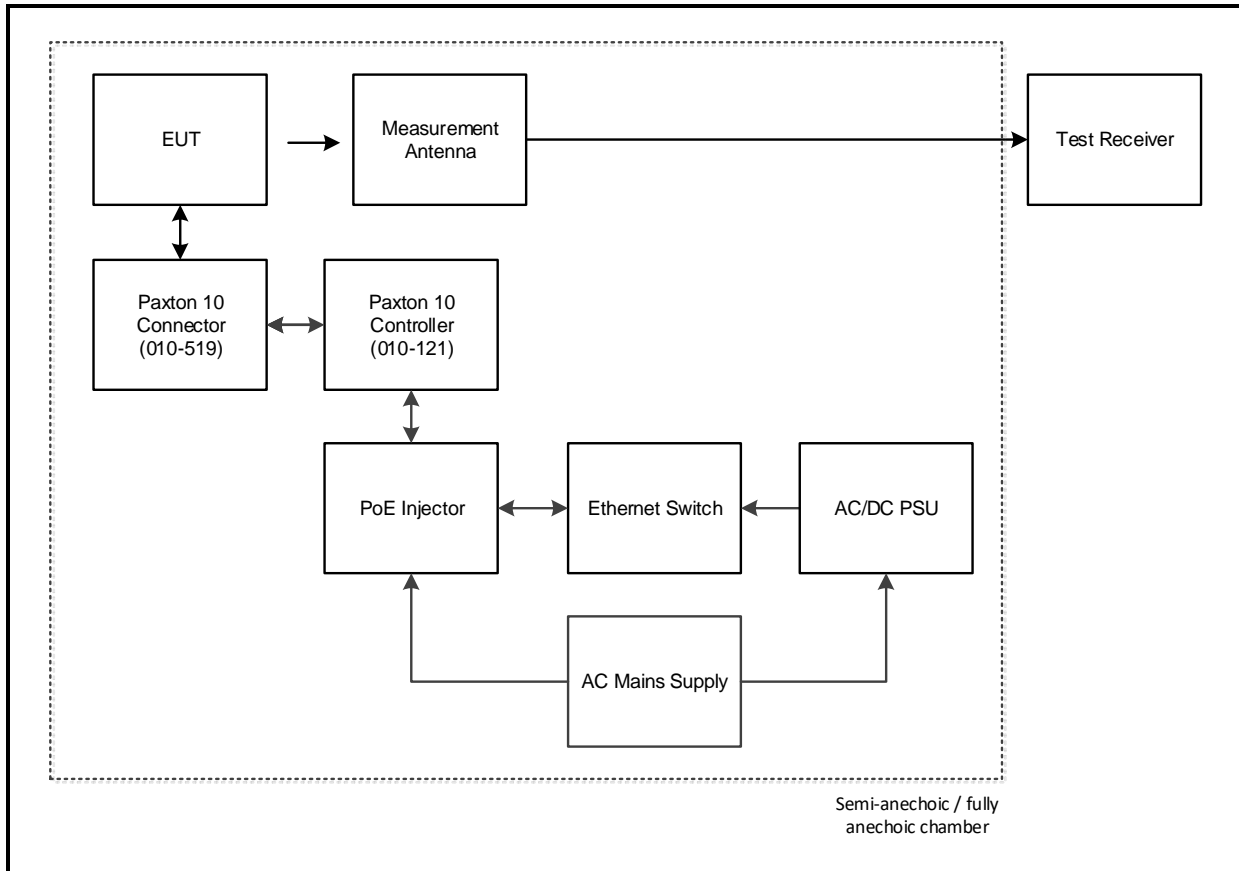 EUT
Measurement
Antenna
Test Receiver
Paxton 10
Connector
(010-519)
Paxton 10
Controller
(010-121)
PoE Injector
Ethernet Switch
AC/DC PSU
AC Mains Supply
Semi-anechoic / fully
anechoic chamber